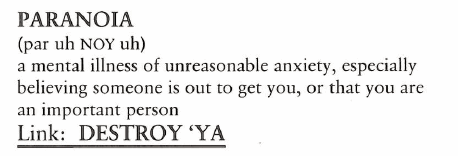 PARANOIA
(par uh NOY uh)
a mental illness of unreasonable anxiety, especially
believing someone is out to get you, or that you are
an important person
Link: DESTROY ‘YA